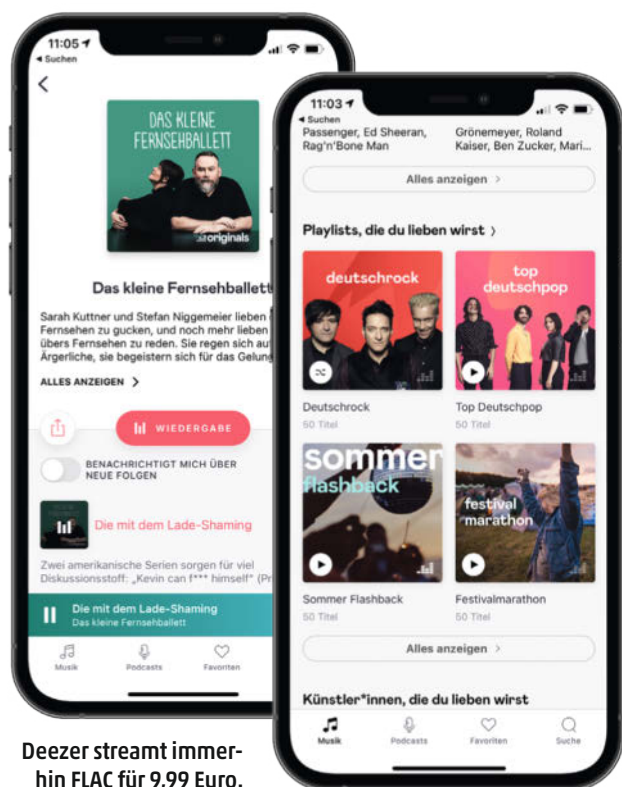 11:05
Suchen
DAS KLEINE
FERNSEHBALLETT
originals
Das kleine Fernsehballett
Sarah Kuttner und Stefan Niggemeier lieben
Fernsehen zu gucken, und noch mehr lieben
übers Fernsehen zu reden. Sie regen sich
Ärgerliche, sie begeistern sich für das
ALLES ANZEIGEN >
WIEDERGABE
BENACHRICHTIGT MICH ÜBER
NEUE FOLGEN
Die mit dem Lade-Shaming
Zwei amerikanische Serien sorgen für viel
Diskussionsstoff: „Kevin can f*** himself“ (Pr
Die mit dem Lade-Shaming
Das kleine Fernsehballett
Musik Podcasts Favoriten
11:03
Suchen
Passenger, Ed Sheeran,
Rag'n'Bone Man
Grönemeyer, Roland
Kaiser, Ben Zucker, Mari...
Alles anzeigen >
Playlists, die du lieben wirst >
deutschrock
top
deutschpop
Deutschrock
50 Titel
Top Deutschpop
50 Titel
sommer
flashback
festival
marathon
Sommer Flashback
50 Titel
Festivalmarathon
50 Titel
Alles anzeigen >
Künstler*innen, die du lieben wirst
Musik Podcasts Favoriten Suche
Deezer streamt immer-
hin FLAC für 9,99 Euro.